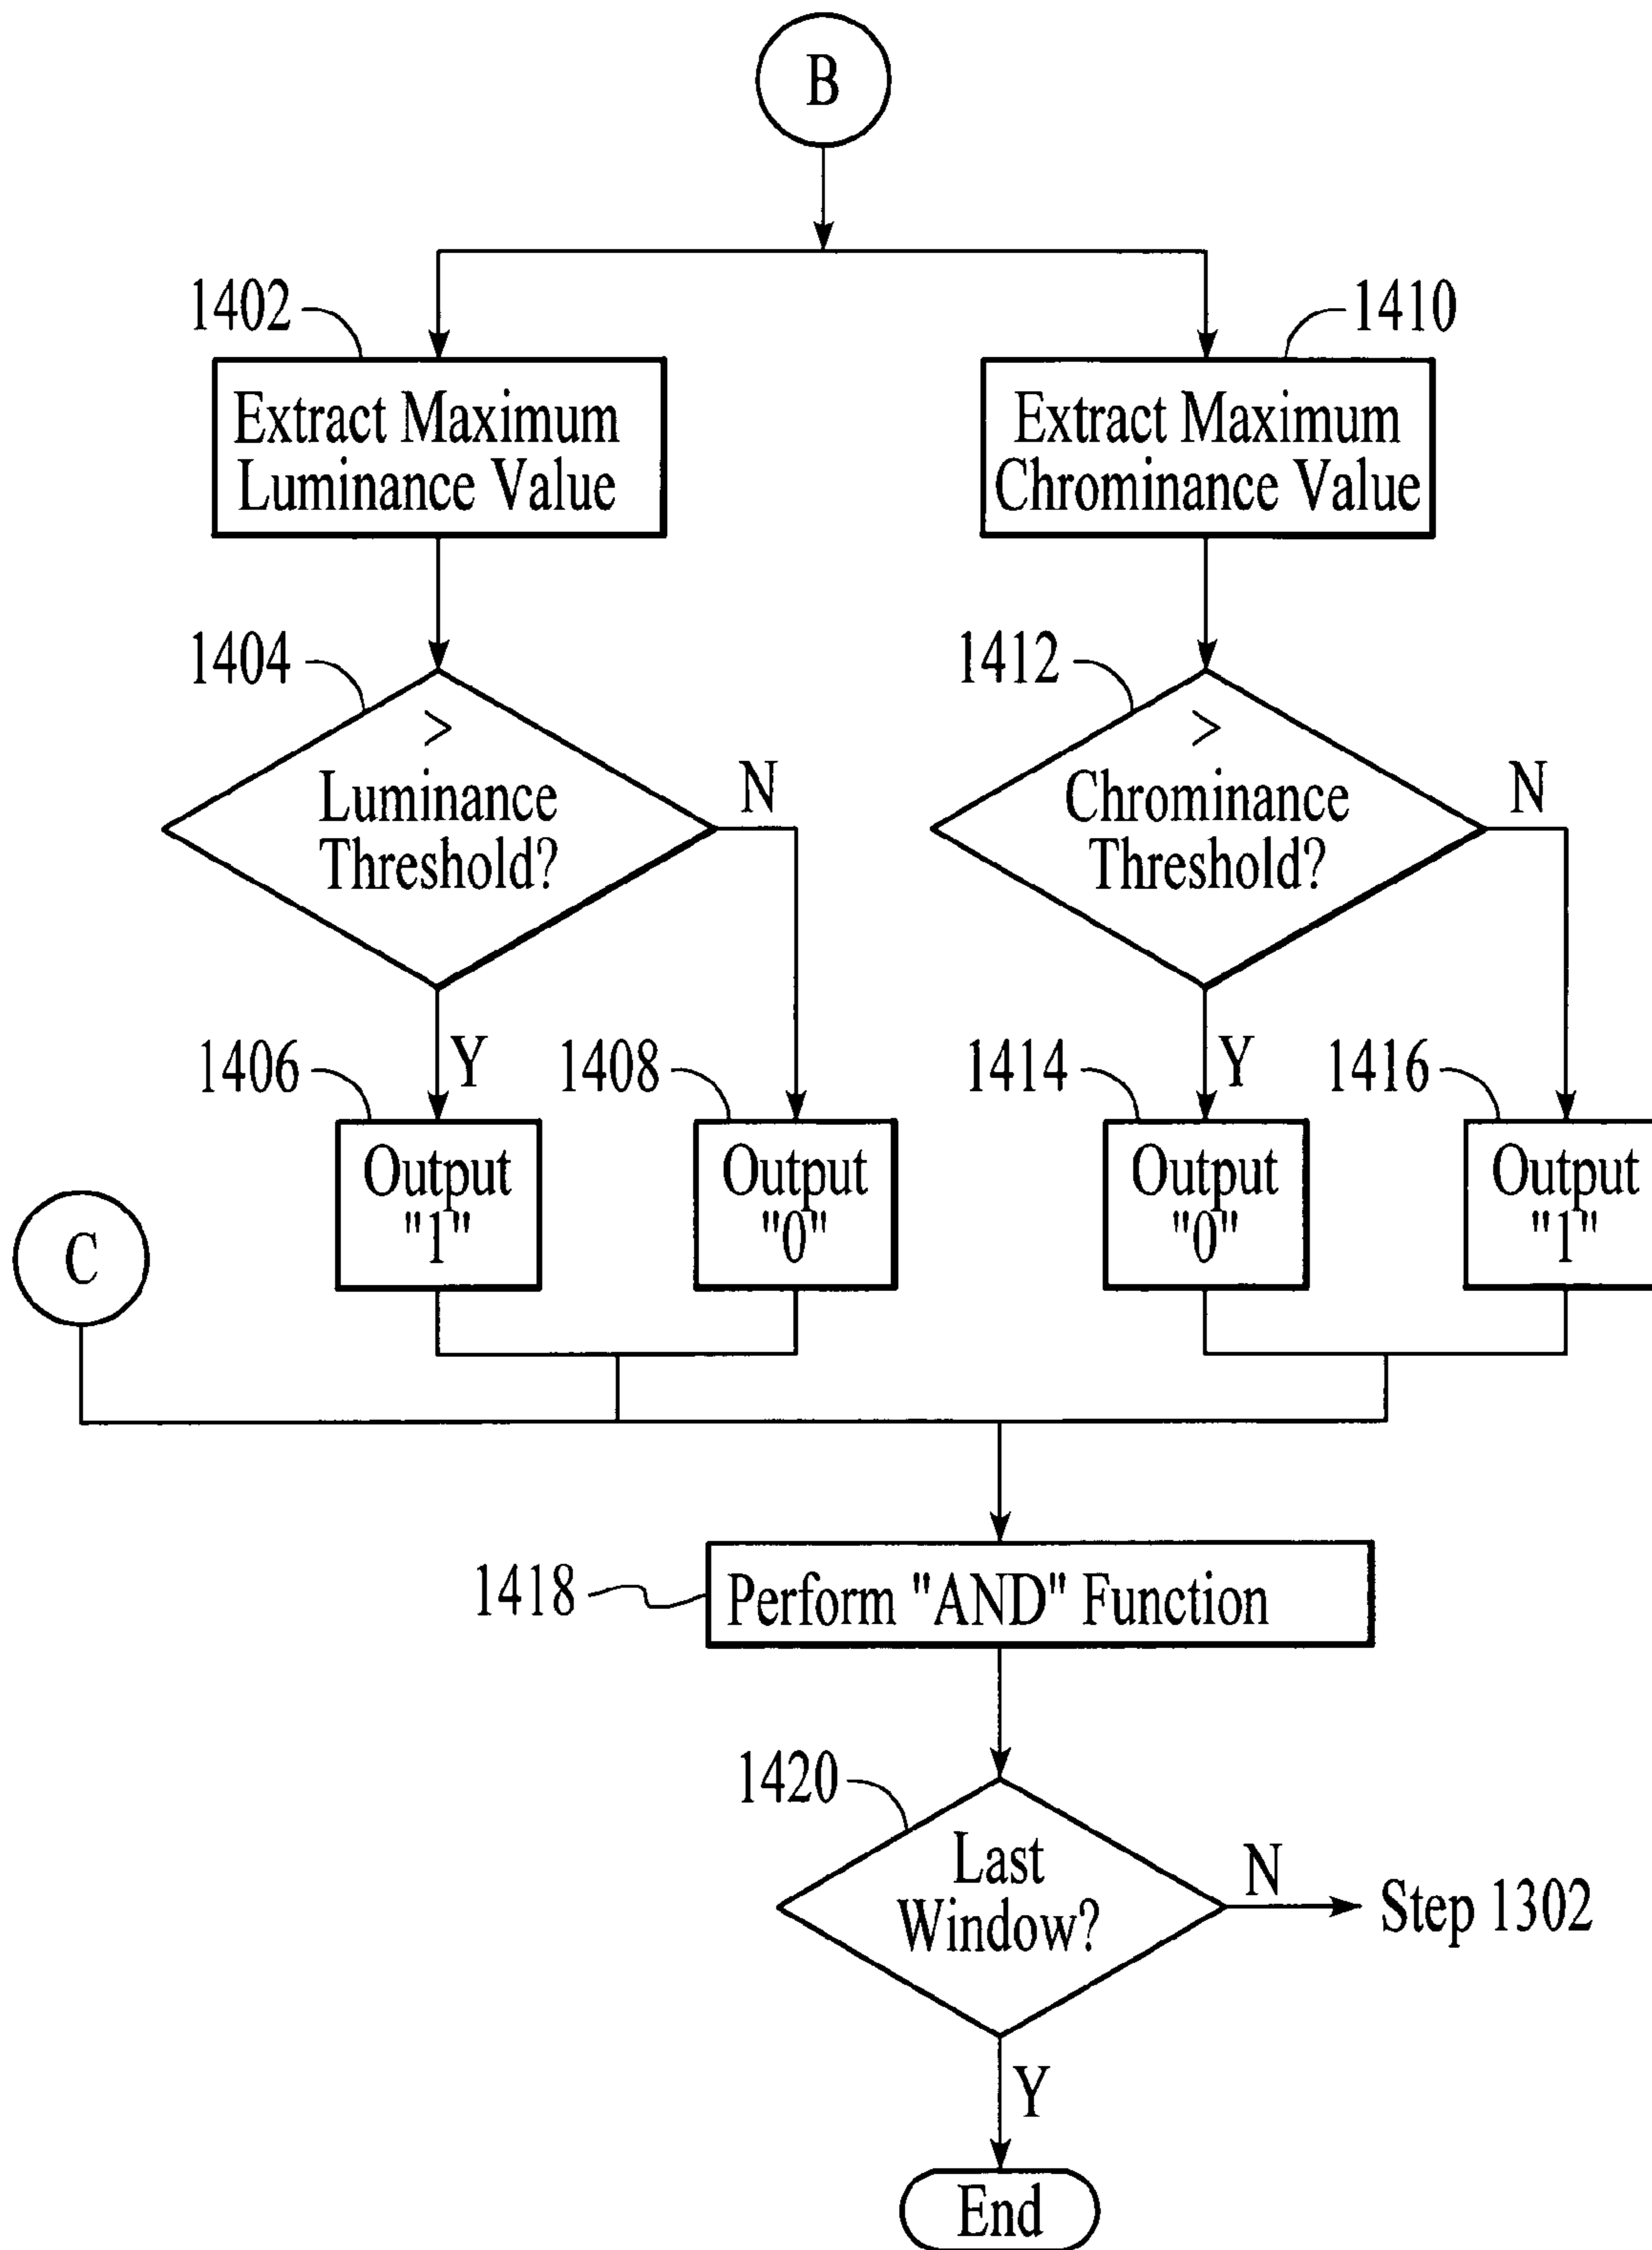 B
1402
1410
Extract Maximum
Luminance Value
Extract Maximum
Chrominance Value
1404
1412
>
Luminance
Threshold?
N
>
Chrominance
Threshold?
N
1406
Y
1408
1414
Y
1416
Output
"1"
Output
"0"
Output
"0"
Output
"1"
C
1418
Perform "AND" Function
1420
Last
Window?
N
Step 1302
Y
End